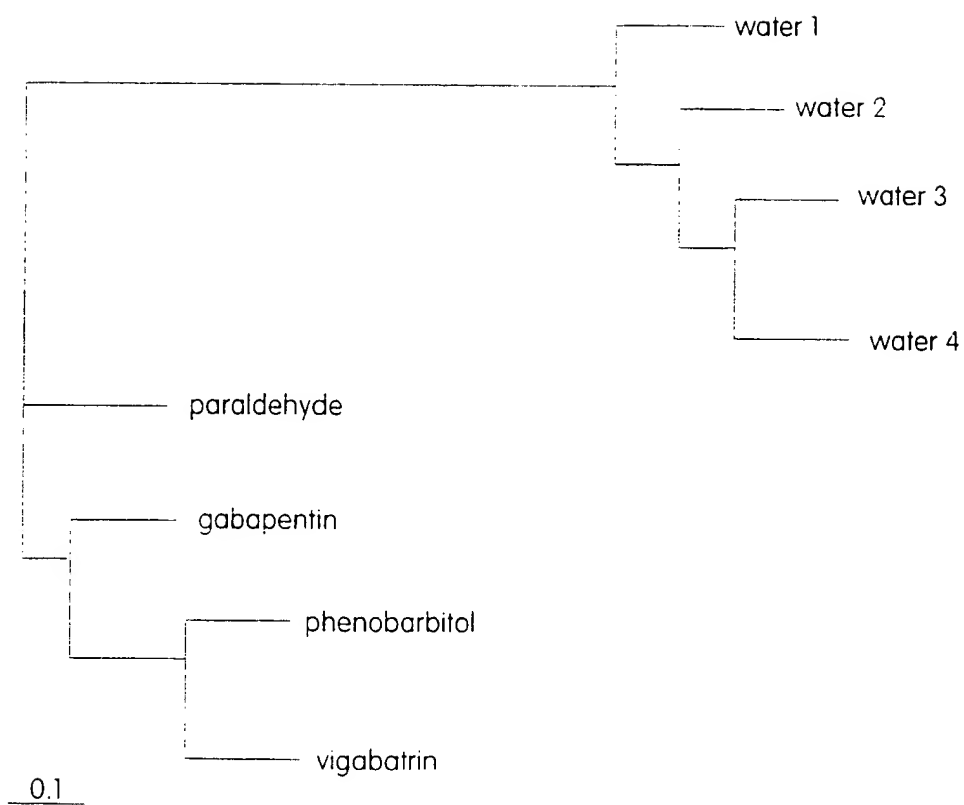 water 1
water 2
water 3
water 4
paraldehyde
gabapentin
phenobarbitol
vigabatrin
0.1